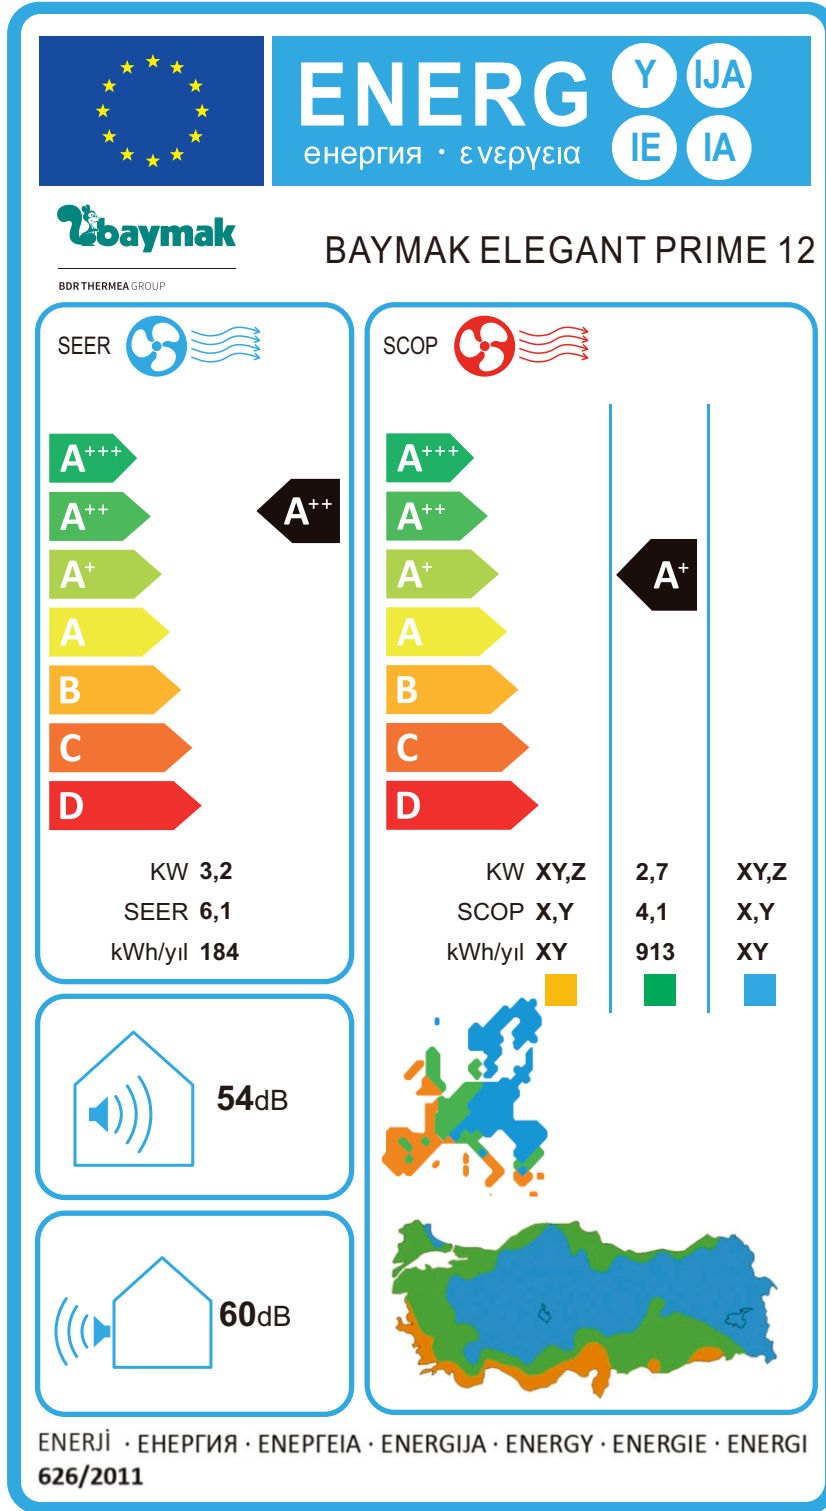 ENERG Y IJA
енергия · ενεργεια IE IA
baymak
BDR THERMEA GROUP
BAYMAK ELEGANT PRIME 12
SEER
A+++
A++
A+
A
B
C
D
A++
KW 3,2
SEER 6,1
kWh/yıl 184
SCOP
A+++
A++
A+
A
B
C
D
A+
KW XY,Z 2,7 XY,Z
SCOP X,Y 4,1 X,Y
kWh/yıl XY 913 XY
54dB
60dB
ENERJİ · ЕНЕРГИЯ · ΕΝΕΡΓΕΙΑ · ENERGIJA · ENERGY · ENERGIE · ENERGI
626/2011